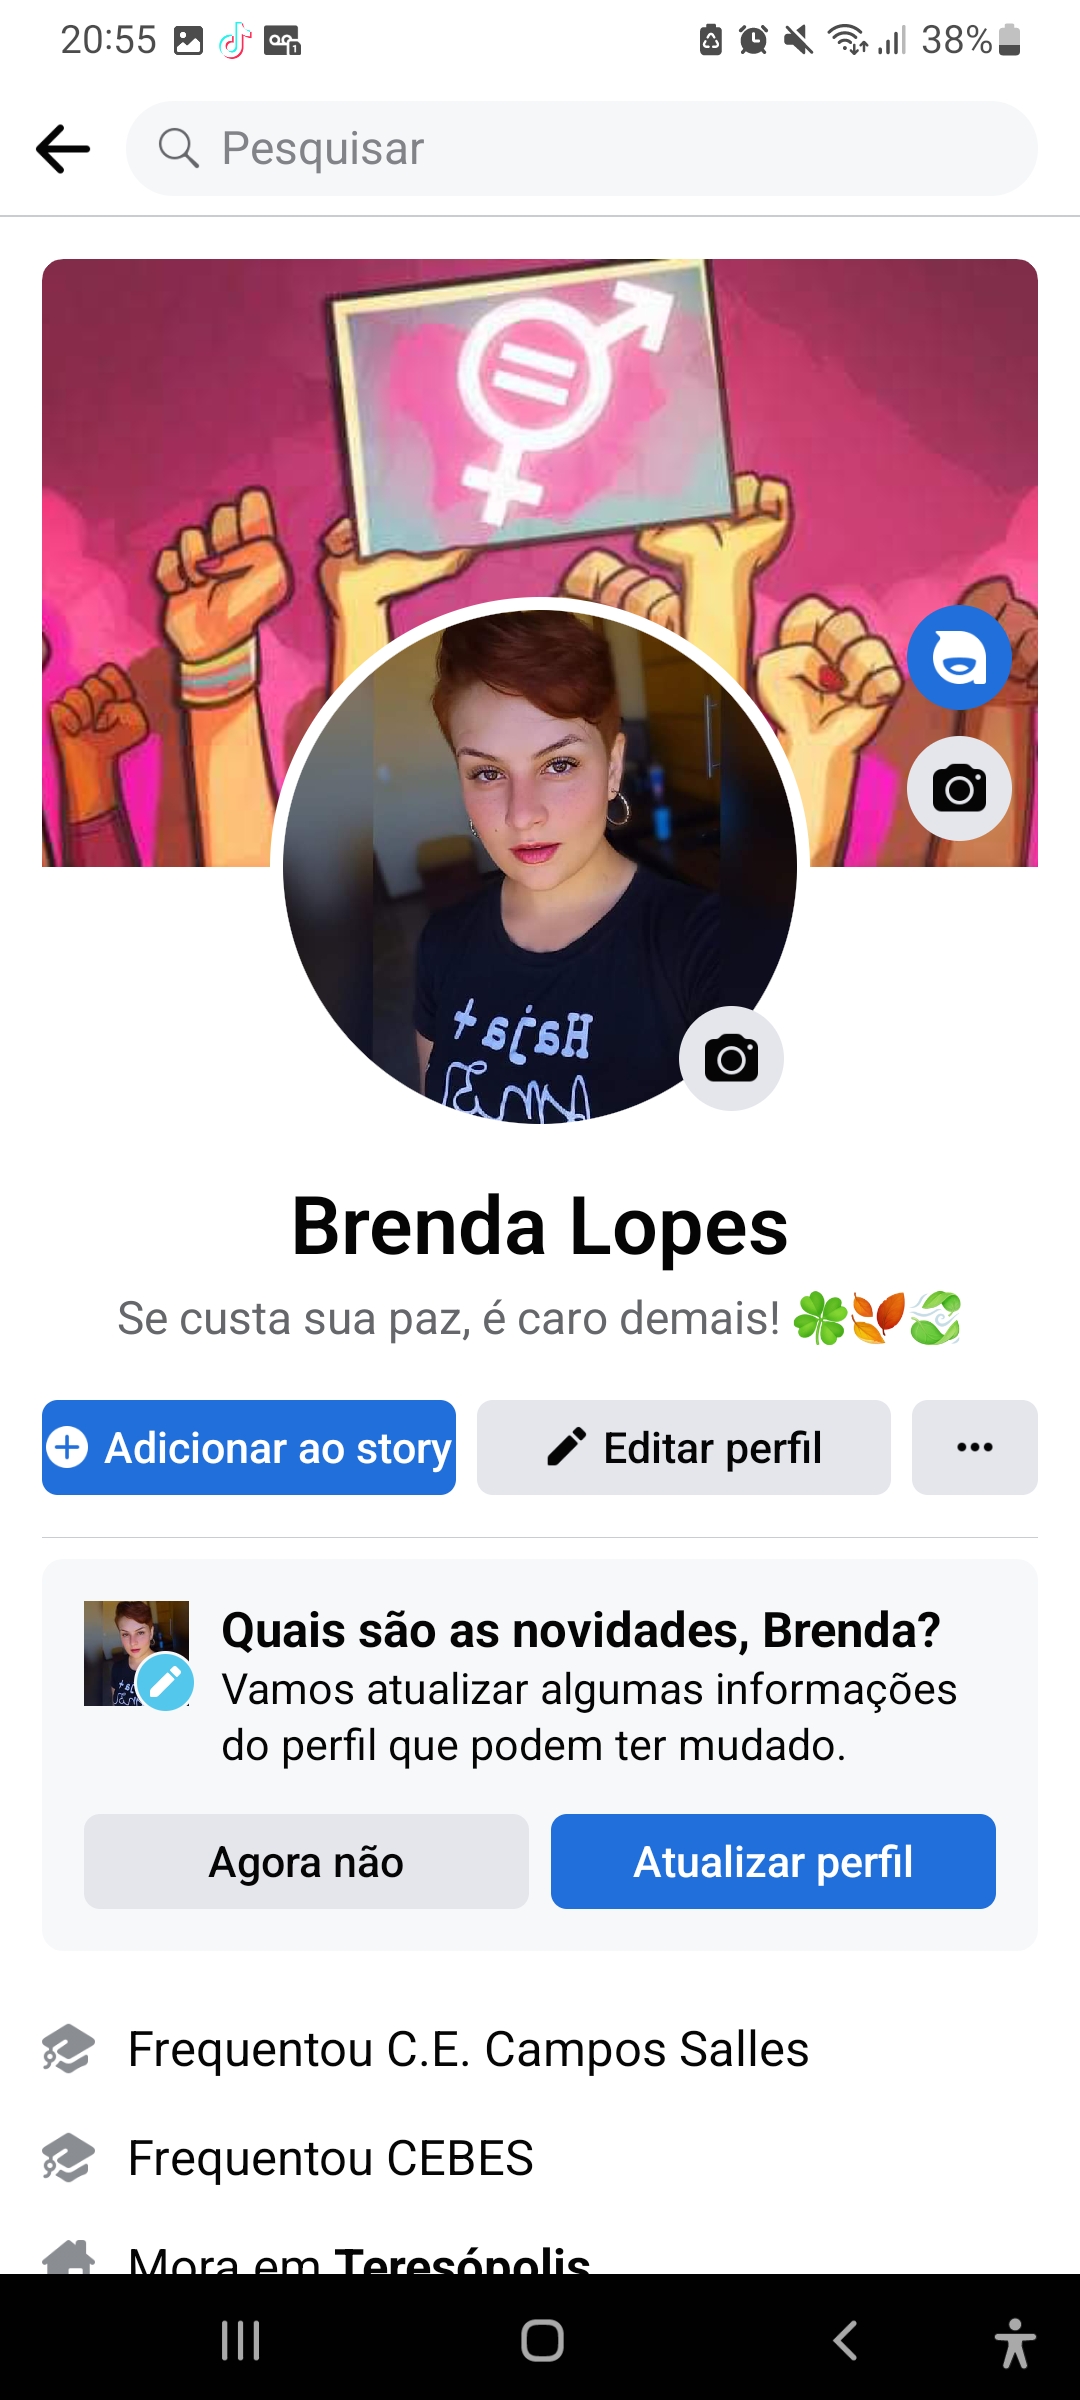 20:55
38%
Pesquisar
Haja +
Brenda Lopes
Se custa sua paz, é caro demais! 🍀🍂🍃
Adicionar ao story
Editar perfil
Quais são as novidades, Brenda?
Vamos atualizar algumas informações
do perfil que podem ter mudado.
Agora não
Atualizar perfil
Frequentou C.E. Campos Salles
Frequentou CEBES
Mora em Teresópolis